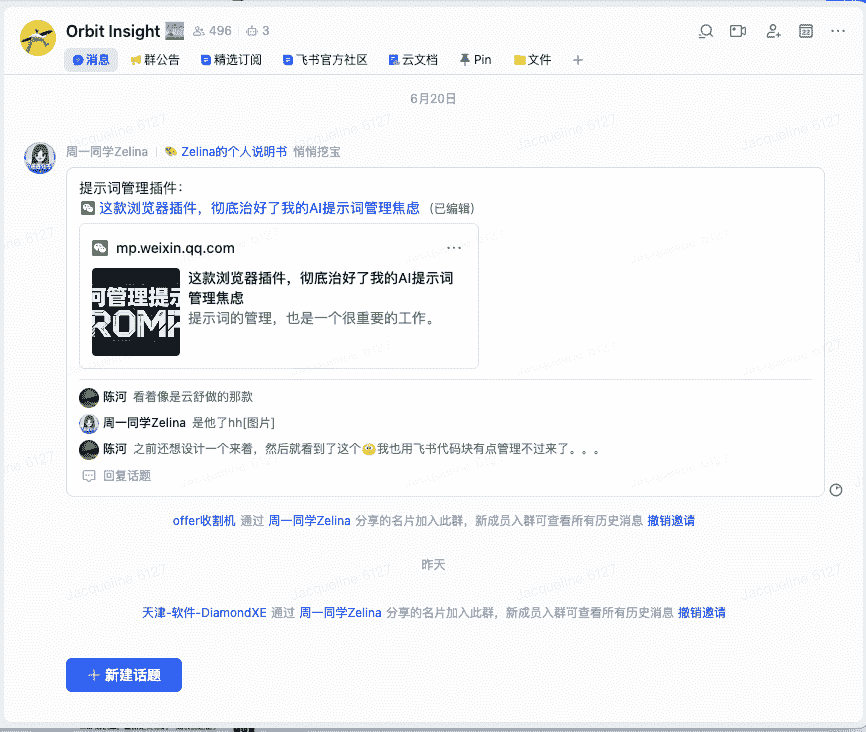 Orbit Insight 496 3
消息 群公告 精选订阅 飞书官方社区 云文档 Pin 文件 +
6月20日
周一同学Zelina | Zelina的个人说明书 悄悄挖宝
提示词管理插件：
这款浏览器插件，彻底治好了我的AI提示词管理焦虑 (已编辑)
mp.weixin.qq.com ...
这款浏览器插件，彻底治好了我的AI提示词
管理焦虑
提示词的管理，也是一个很重要的工作。
词管理提示
ROMP
陈河 看着像是云舒做的那款
周一同学Zelina 是他了hh[图片]
陈河 之前还想设计一个来着，然后就看到了这个我也用飞书代码块有点管理不过来了。。。
回复话题
offer收割机 通过 周一同学Zelina 分享的名片加入此群，新成员入群可查看所有历史消息 撤销邀请
昨天
天津-软件-DiamondXE 通过 周一同学Zelina 分享的名片加入此群，新成员入群可查看所有历史消息 撤销邀请
+ 新建话题
Jacqueline 6127